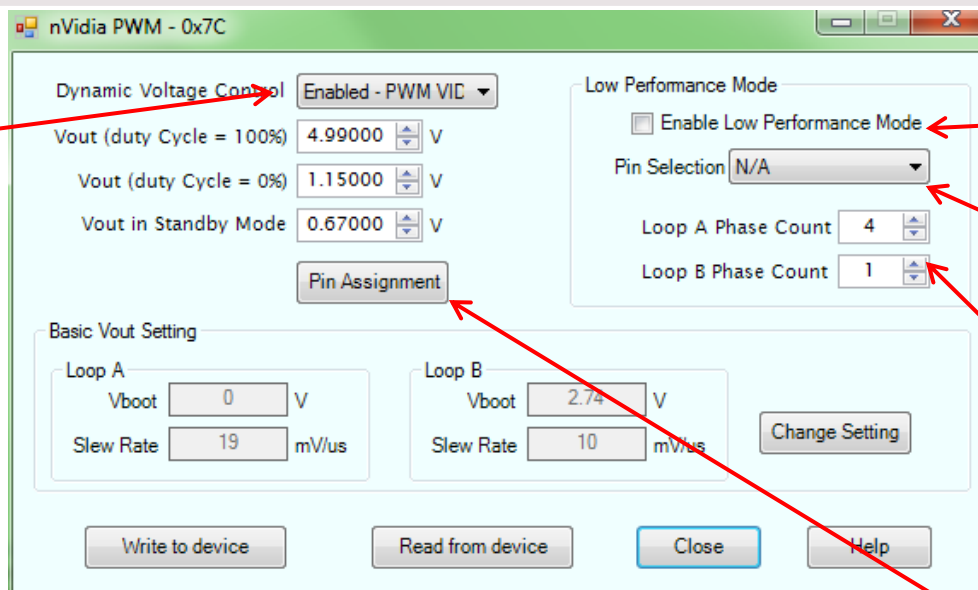 nVidia PWM - 0x7C
Dynamic Voltage Control Enabled - PWM VID
Vout (duty Cycle = 100%) 4.99000 V
Vout (duty Cycle = 0%) 1.15000 V
Vout in Standby Mode 0.67000 V
Pin Assignment
Low Performance Mode
Enable Low Performance Mode
Pin Selection N/A
Loop A Phase Count 4
Loop B Phase Count 1
Basic Vout Setting
Loop A
Vboot 0 V
Slew Rate 19 mV/us
Loop B
Vboot 2.74 V
Slew Rate 10 mV/us
Change Setting
Write to device Read from device Close Help